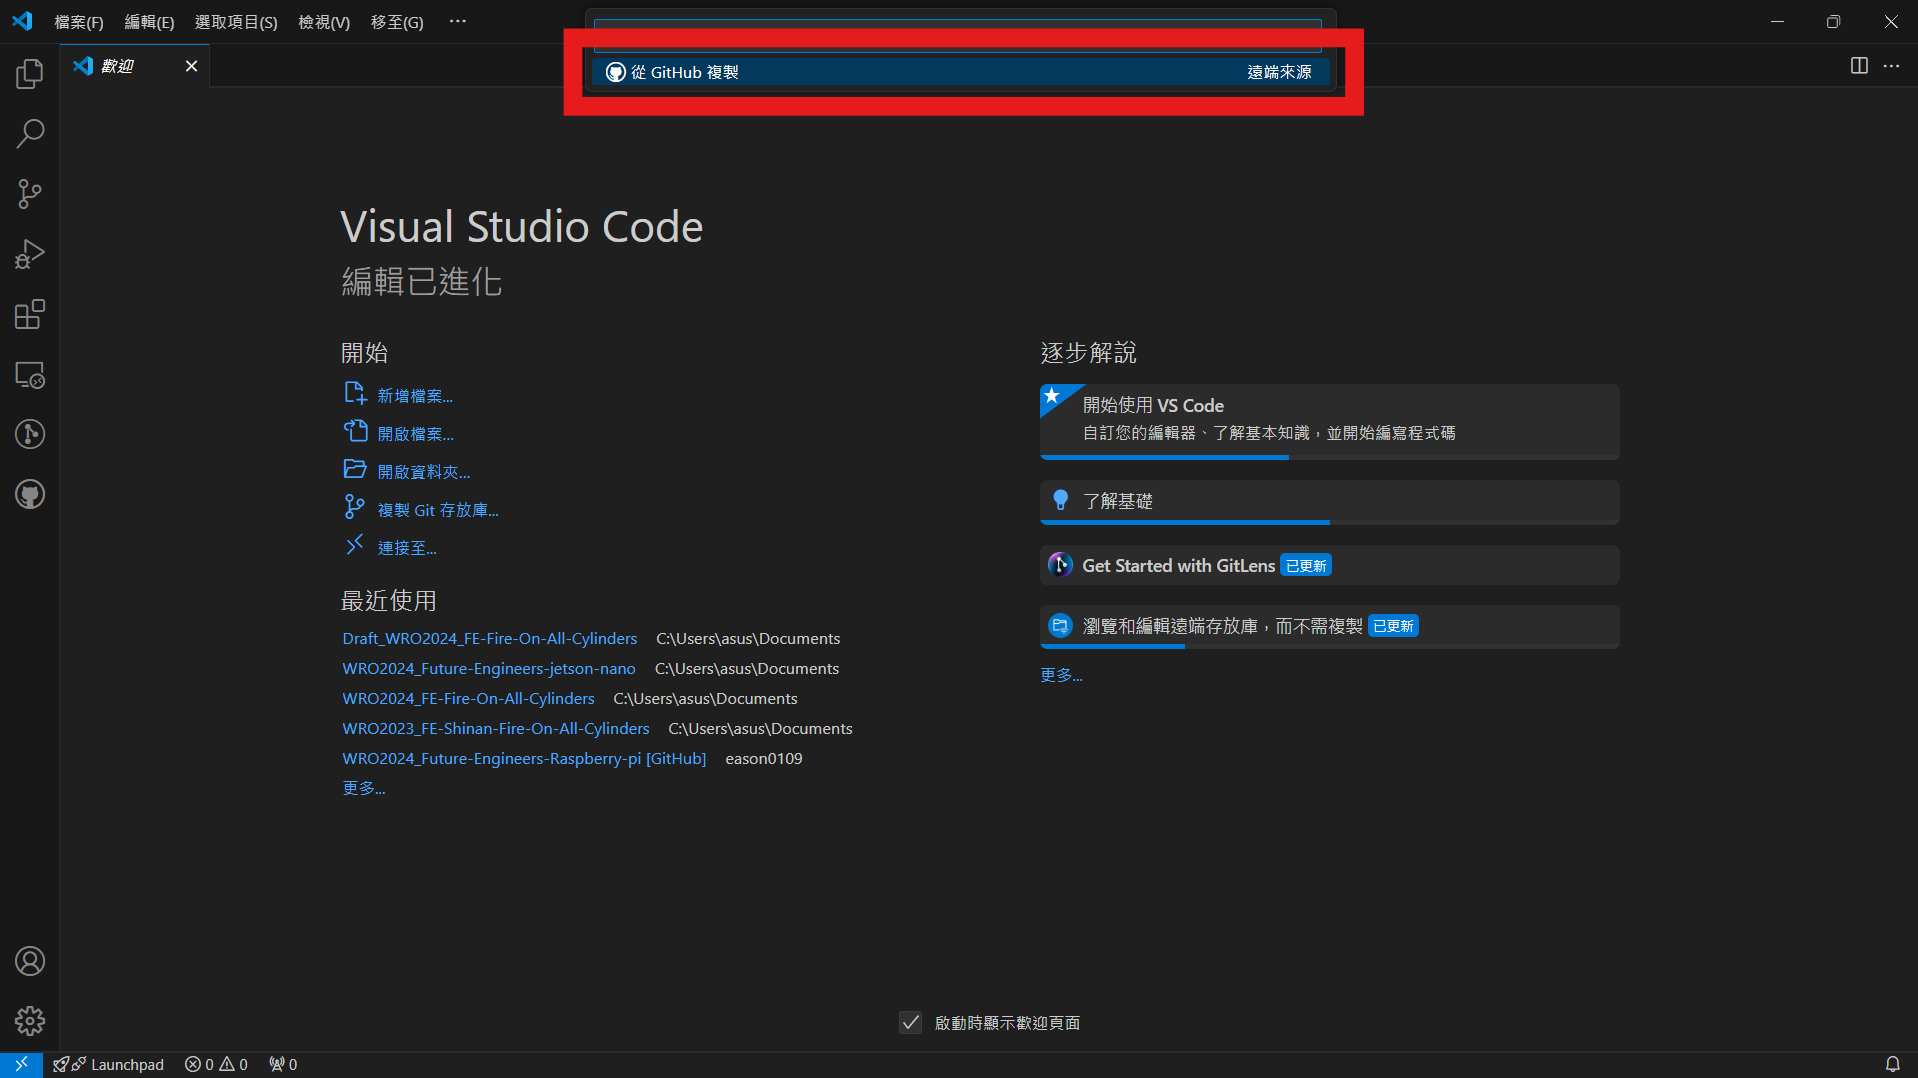 檔案(F) 編輯(E) 選取項目(S) 檢視(V) 移至(G) ···
歡迎
從 GitHub 複製 遠端來源
Visual Studio Code
編輯已進化
開始
新增檔案...
開啟檔案...
開啟資料夾...
複製 Git 存放庫...
連接至...
最近使用
Draft_WRO2024_FE-Fire-On-All-Cylinders C:\Users\asus\Documents
WRO2024_Future-Engineers-jetson-nano C:\Users\asus\Documents
WRO2024_FE-Fire-On-All-Cylinders C:\Users\asus\Documents
WRO2023_FE-Shinan-Fire-On-All-Cylinders C:\Users\asus\Documents
WRO2024_Future-Engineers-Raspberry-pi [GitHub] eason0109
更多...
逐步解說
開始使用 VS Code
自訂您的編輯器、了解基本知識，並開始編寫程式碼
了解基礎
Get Started with GitLens 已更新
瀏覽和編輯遠端存放庫，而不需複製 已更新
更多...
啟動時顯示歡迎頁面
Launchpad 0 0 0